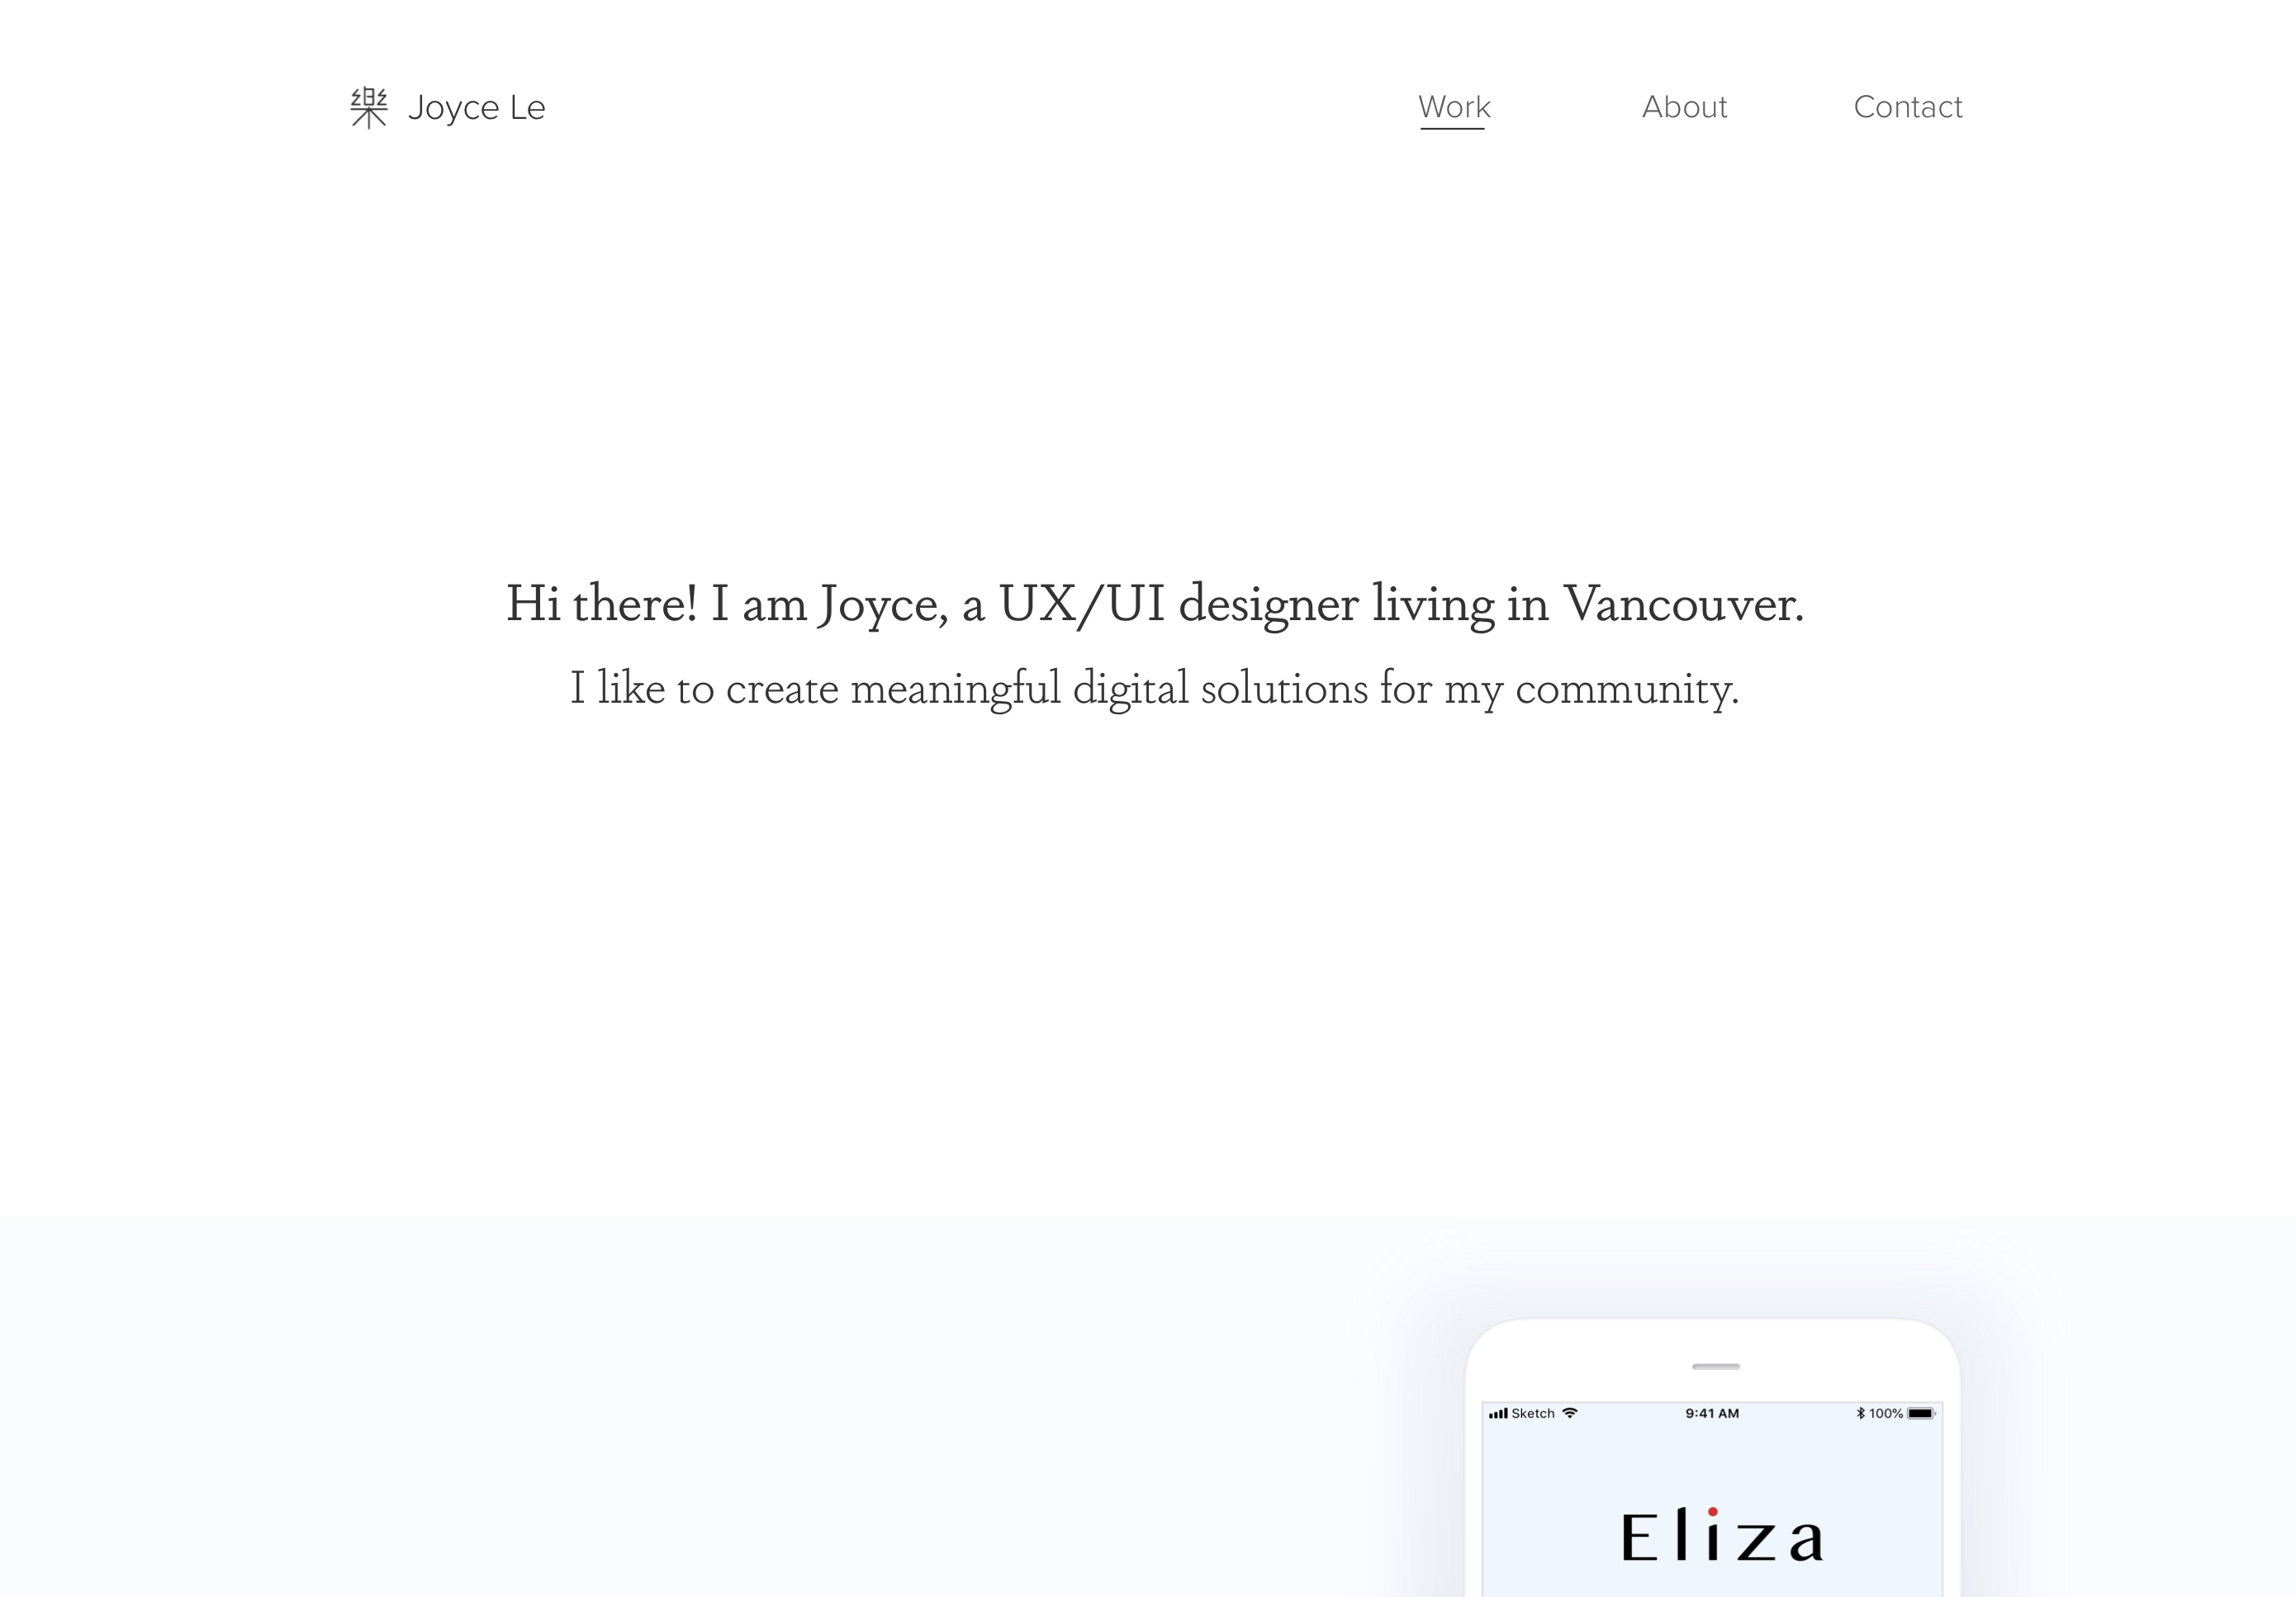 樂 Joyce Le
Work About Contact
Hi there! I am Joyce, a UX/UI designer living in Vancouver.
I like to create meaningful digital solutions for my community.
Sketch 9:41 AM 100%
Eliza